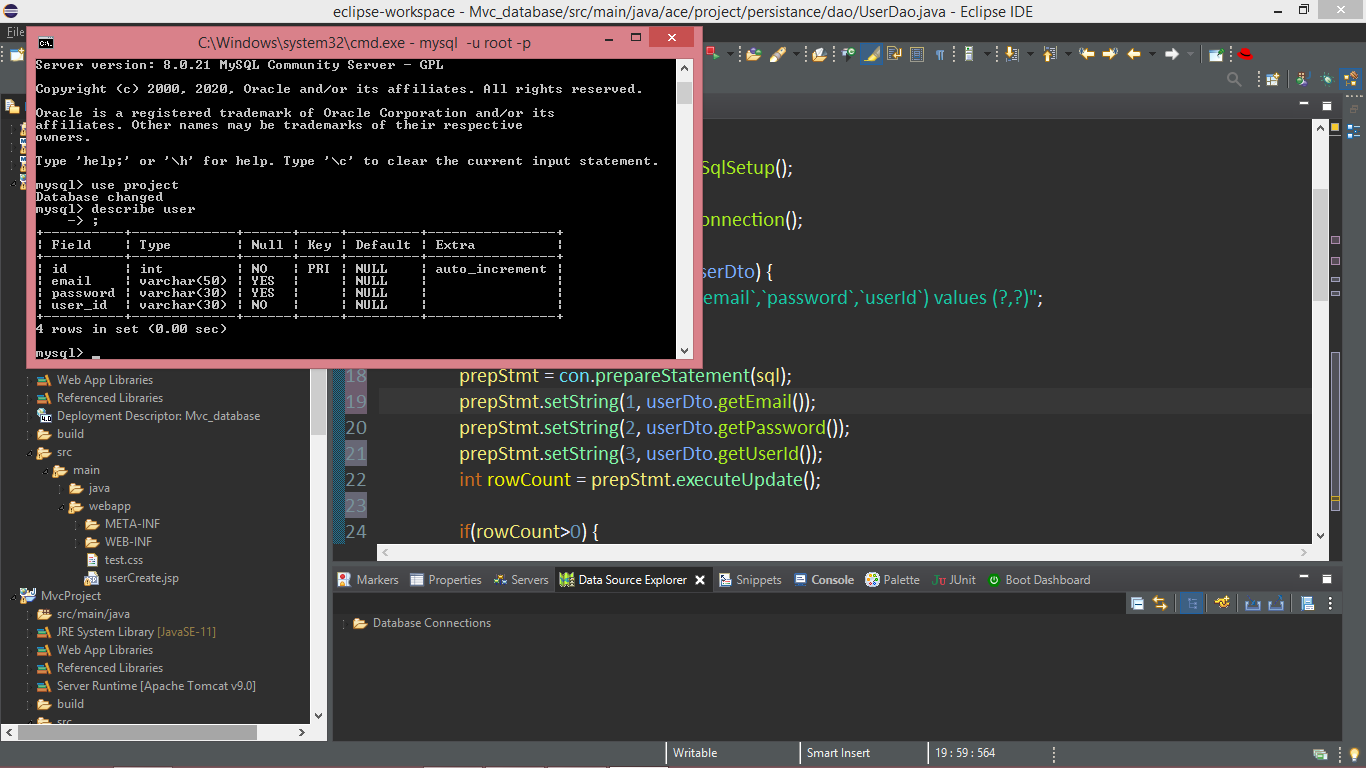 eclipse-workspace - Mvc_database/src/main/java/ace/project/persistance/dao/UserDao.java - Eclipse IDE
File
C:\Windows\system32\cmd.exe - mysql -u root -p
Server version: 8.0.21 MySQL Community Server - GPL
Copyright (c) 2000, 2020, Oracle and/or its affiliates. All rights reserved.
Oracle is a registered trademark of Oracle Corporation and/or its
affiliates. Other names may be trademarks of their respective
owners.
Type 'help;' or '\h' for help. Type '\c' to clear the current input statement.
mysql> use project
Database changed
mysql> describe user
    -> ;
+----------+-------------+------+-----+---------+----------------+
| Field    | Type        | Null | Key | Default | Extra          |
+----------+-------------+------+-----+---------+----------------+
| id       | int         | NO   | PRI | NULL    | auto_increment |
| email    | varchar(50) | YES  |     | NULL    |                |
| password | varchar(30) | YES  |     | NULL    |                |
| user_id  | varchar(30) | NO   |     | NULL    |                |
+----------+-------------+------+-----+---------+----------------+
4 rows in set (0.00 sec)
mysql> _
SqlSetup();
onnection();
serDto) {
email`,`password`,`userId`) values (?,?)";
18 prepStmt = con.prepareStatement(sql);
19 prepStmt.setString(1, userDto.getEmail());
20 prepStmt.setString(2, userDto.getPassword());
21 prepStmt.setString(3, userDto.getUserId());
22 int rowCount = prepStmt.executeUpdate();
23
24 if(rowCount>0) {
Web App Libraries
Referenced Libraries
Deployment Descriptor: Mvc_database
build
src
main
java
webapp
META-INF
WEB-INF
test.css
userCreate.jsp
MvcProject
src/main/java
JRE System Library [JavaSE-11]
Web App Libraries
Referenced Libraries
Server Runtime [Apache Tomcat v9.0]
build
src
Markers Properties Servers Data Source Explorer Snippets Console Palette JUnit Boot Dashboard
Database Connections
Writable Smart Insert 19 : 59 : 564